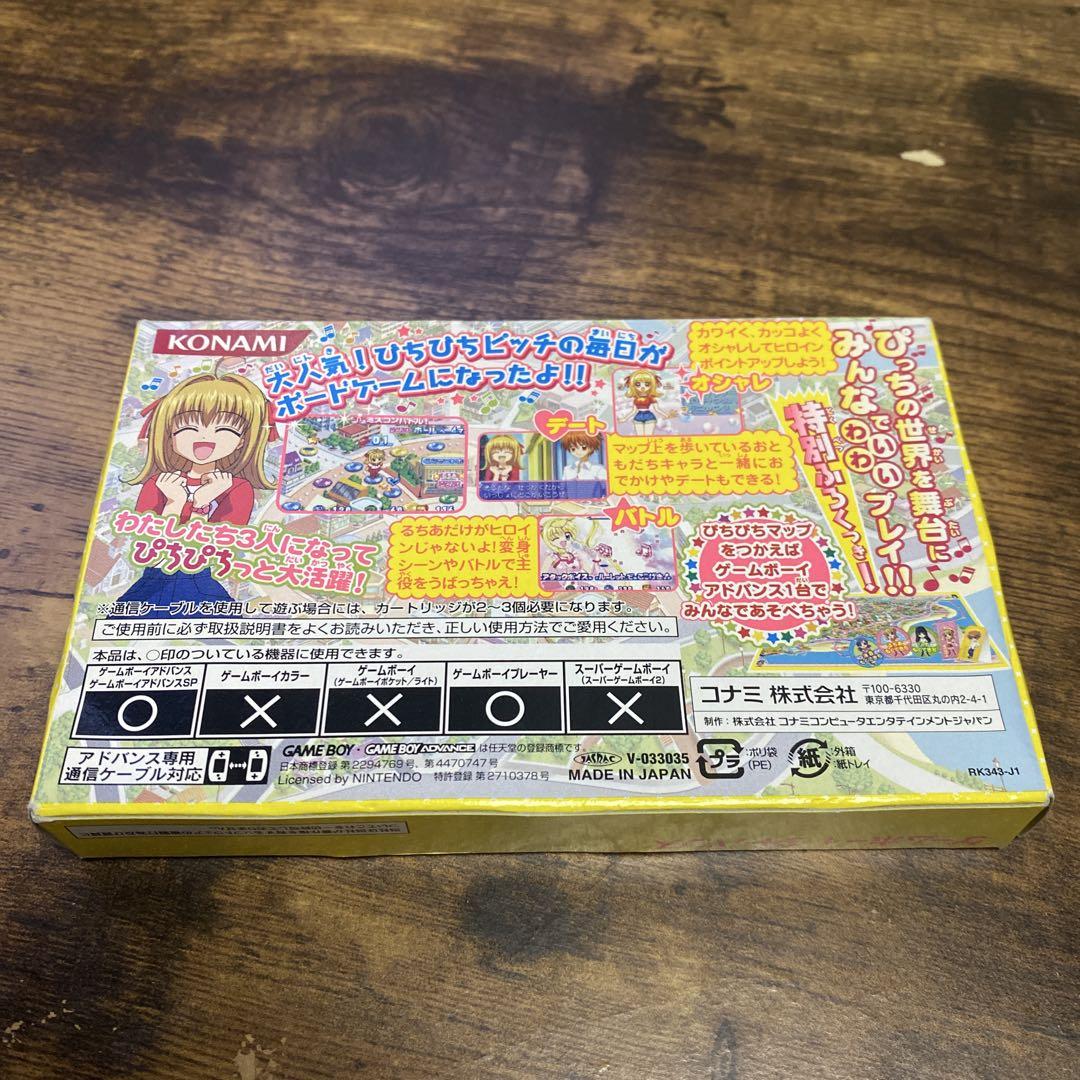 KONAMI
大人気！ぴちぴちピッチの毎日が
ボードゲームになったよ!!
カワイく、カッコよく
オシャレしてヒロイン
ポイントアップしよう！
オシャレ
ぴっちの世界を舞台に
みんなでわいわいプレイ!!
特別ふろくつき！
デート
マップ上を歩いているおと
もだちキャラと一緒にお
でかけやデートもできる！
わたしたち3人になって
ぴちぴちっと大活躍！
るちあだけがヒロイ
ンじゃないよ！変身
シーンやバトルで主
役をうばっちゃえ！
バトル
ぴちぴちマップ
をつかえば
ゲームボーイ
アドバンス1台で
みんなであそべちゃう！
※通信ケーブルを使用して遊ぶ場合には、カートリッジが2〜3個必要になります。
ご使用前に必ず取扱説明書をよくお読みいただき、正しい使用方法でご愛用ください。
本品は、○印のついている機器に使用できます。
ゲームボーイアドバンス
ゲームボーイアドバンスSP
ゲームボーイカラー
ゲームボーイ
(ゲームボーイポケット/ライト)
ゲームボーイプレーヤー
スーパーゲームボーイ
(スーパーゲームボーイ2)
○ × × ○ ×
コナミ 株式会社 〒100-6330
東京都千代田区丸の内2-4-1
制作：株式会社 コナミコンピュータエンタテインメントジャパン
アドバンス専用
通信ケーブル対応
GAME BOY・GAME BOY ADVANCE は任天堂の登録商標です。
日本商標登録 第2294769号、第4470747号
Licensed by NINTENDO 特許登録 第2710378号
JASRAC V-033035
MADE IN JAPAN
プラ :ポリ袋
(PE)
紙 :外箱
:紙トレイ
RK343-J1